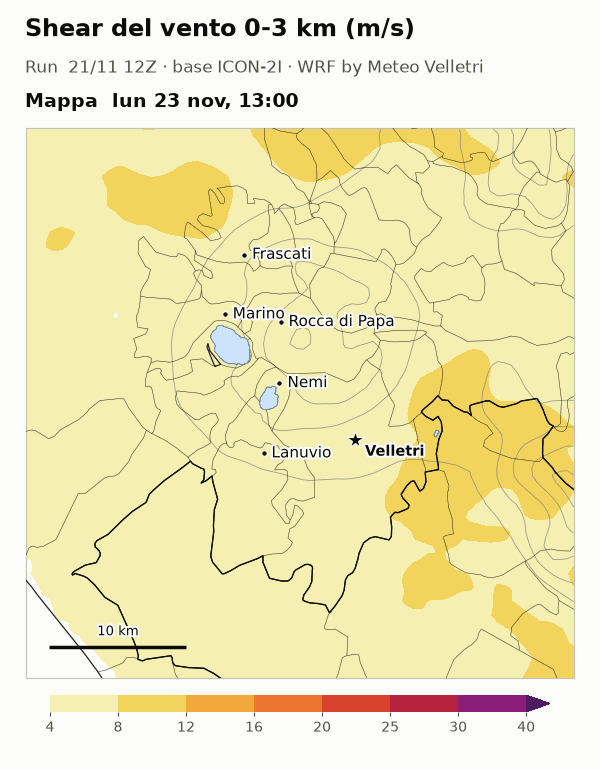 Shear del vento 0-3 km (m/s)
Run 21/11 12Z · base ICON-2I · WRF by Meteo Velletri
Mappa lun 23 nov, 13:00
Frascati
Marino
Rocca di Papa
Nemi
Velletri
Lanuvio
10 km
4 8 12 16 20 25 30 40